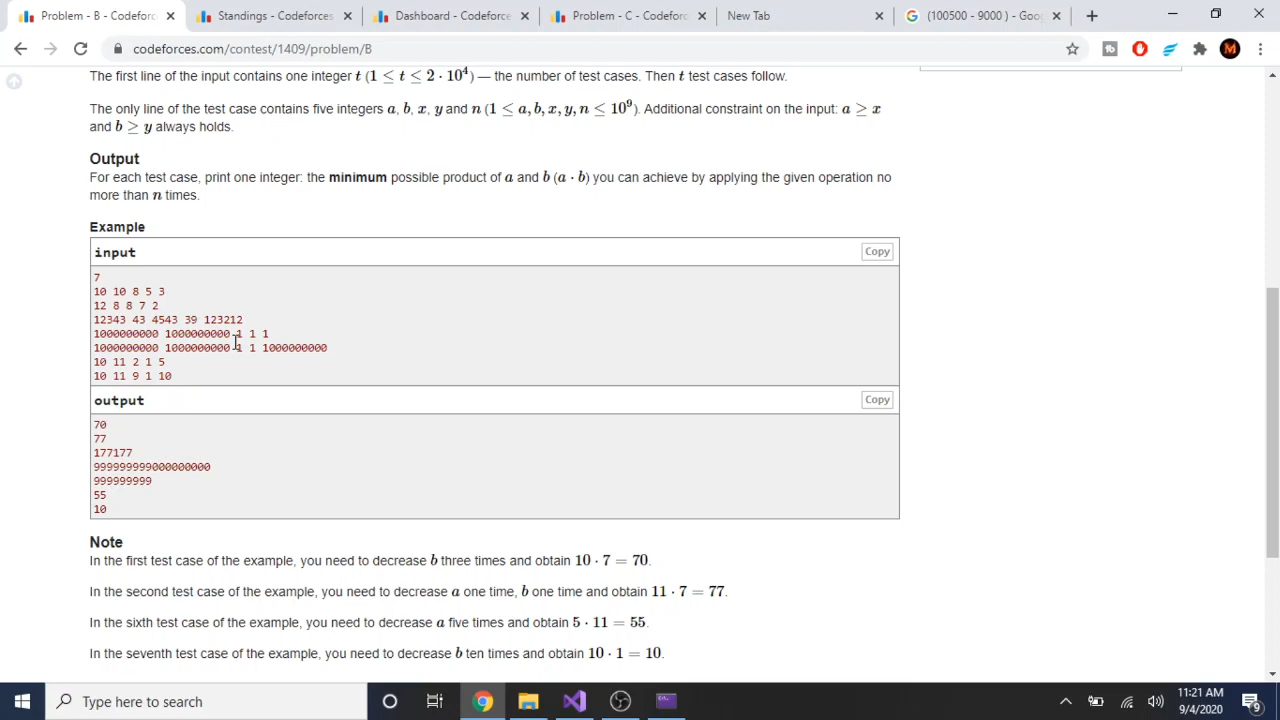 Problem - B - Codeforc
Standings - Codeforces
Dashboard - Codeforce
Problem - C - Codefor
New Tab
(100500 - 9000 ) - Goo
codeforces.com/contest/1409/problem/B
The first line of the input contains one integer t (1 ≤ t ≤ 2 · 10⁴) — the number of test cases. Then t test cases follow.
The only line of the test case contains five integers a, b, x, y and n (1 ≤ a, b, x, y, n ≤ 10⁹). Additional constraint on the input: a ≥ x
and b ≥ y always holds.
Output
For each test case, print one integer: the minimum possible product of a and b (a · b) you can achieve by applying the given operation no
more than n times.
Example
input
Copy
7
10 10 8 5 3
12 8 8 7 2
12343 43 4543 39 123212
1000000000 1000000000 1 1 1
1000000000 1000000000 1 1 1000000000
10 11 2 1 5
10 11 9 1 10
output
Copy
70
77
177177
999999999000000000
999999999
55
10
Note
In the first test case of the example, you need to decrease b three times and obtain 10 · 7 = 70.
In the second test case of the example, you need to decrease a one time, b one time and obtain 11 · 7 = 77.
In the sixth test case of the example, you need to decrease a five times and obtain 5 · 11 = 55.
In the seventh test case of the example, you need to decrease b ten times and obtain 10 · 1 = 10.
Type here to search
11:21 AM
9/4/2020
9